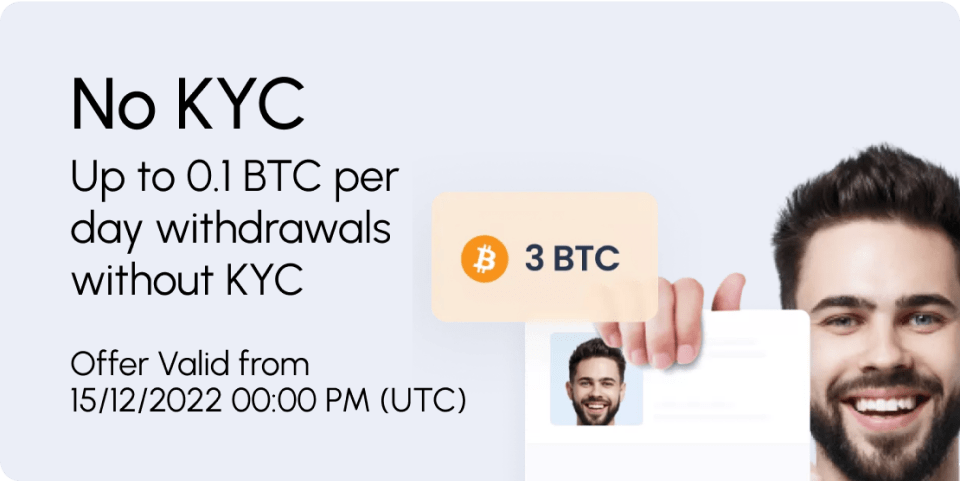 No KYC
Up to 0.1 BTC per
day withdrawals
without KYC
3 BTC
Offer Valid from
15/12/2022 00:00 PM (UTC)